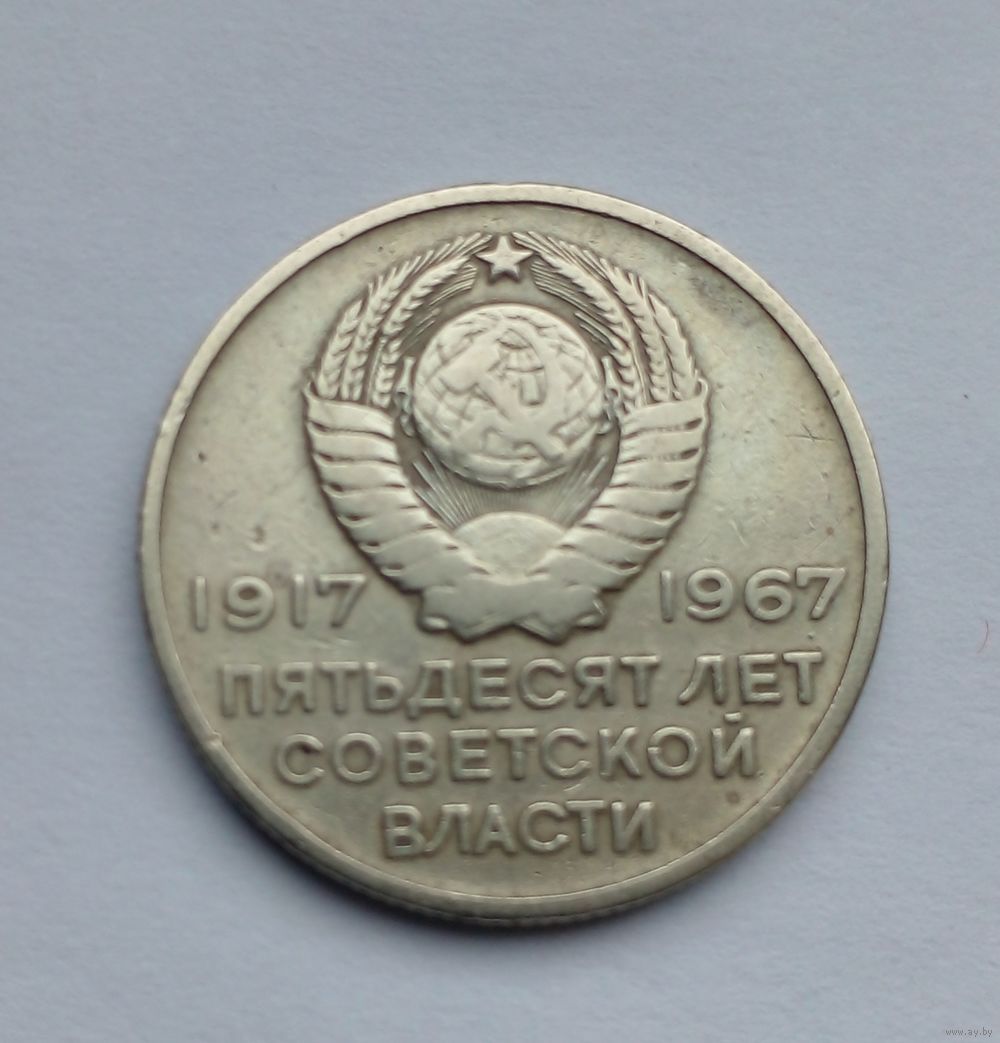 1917 1967
ПЯТЬДЕСЯТ ЛЕТ
СОВЕТСКОЙ
ВЛАСТИ
www.ay.by